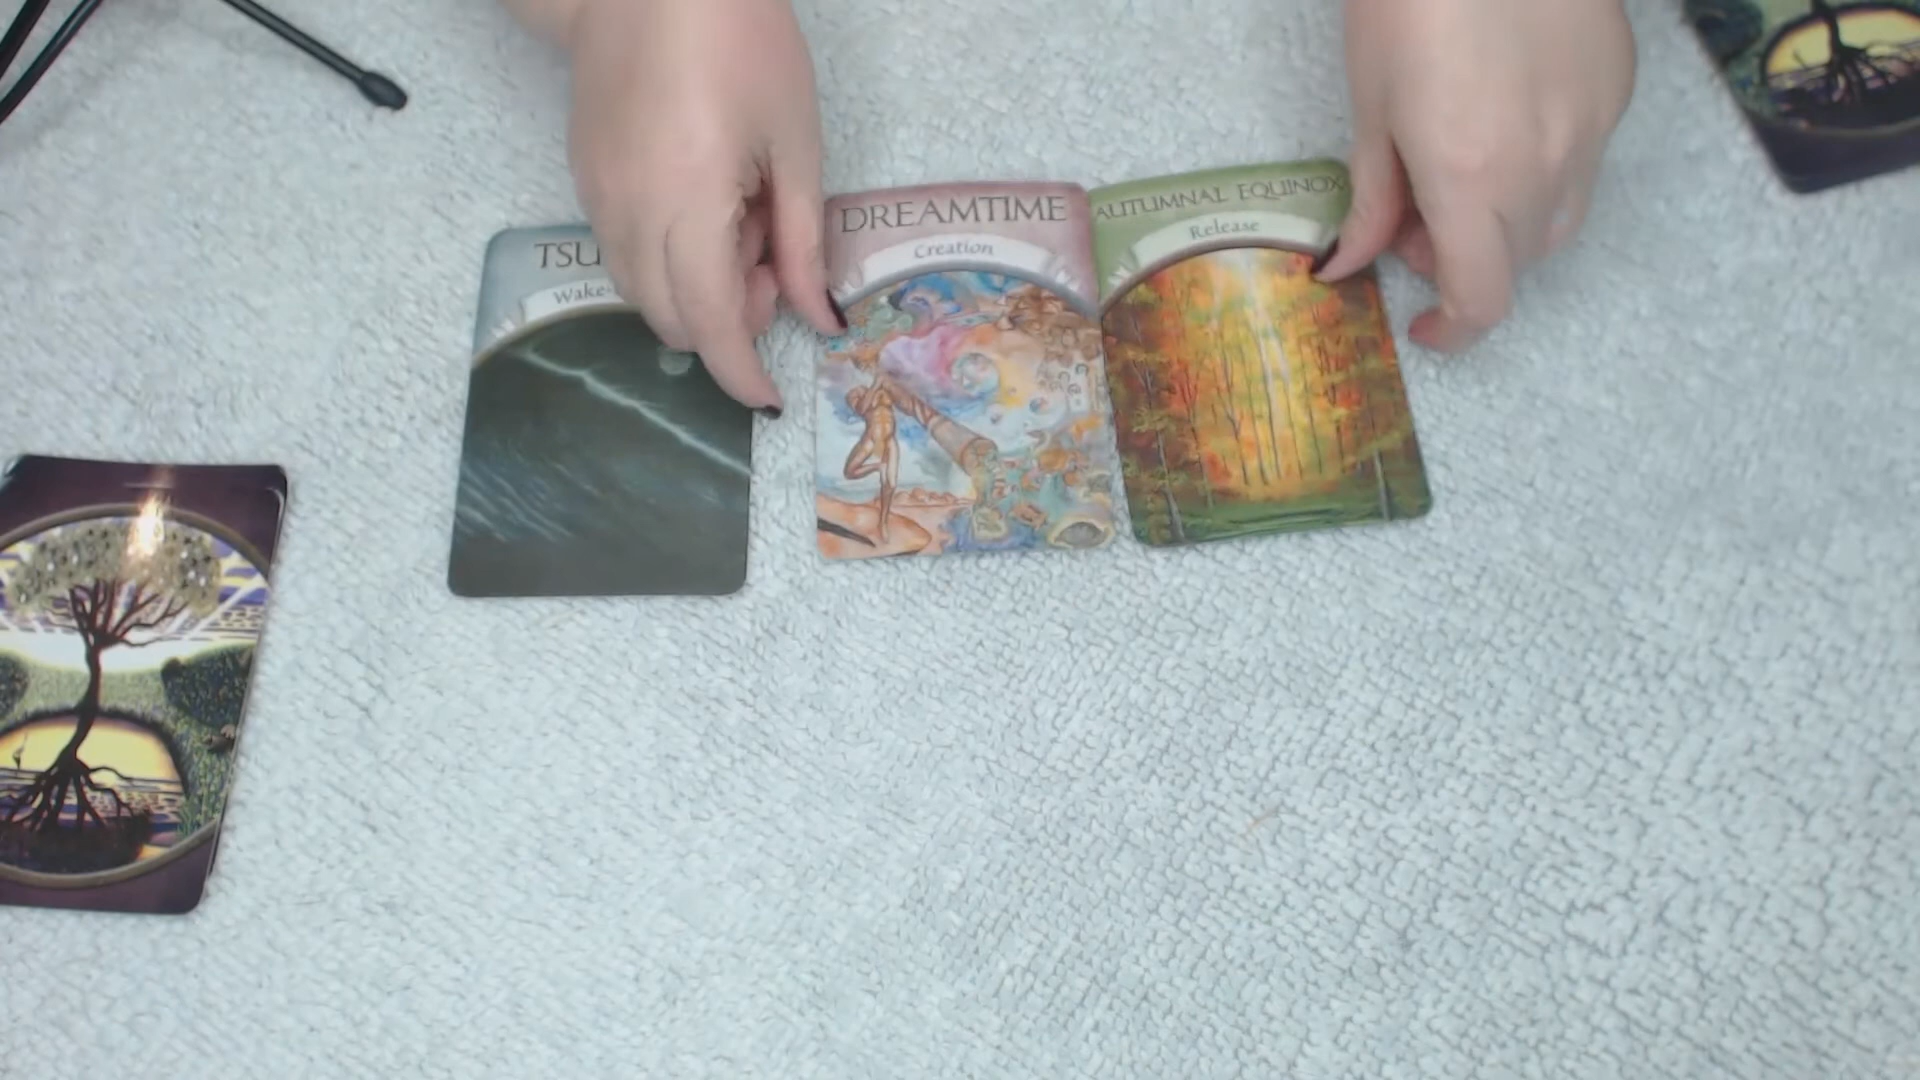 TSU
Wake-
DREAMTIME
Creation
AUTUMNAL EQUINOX
Release